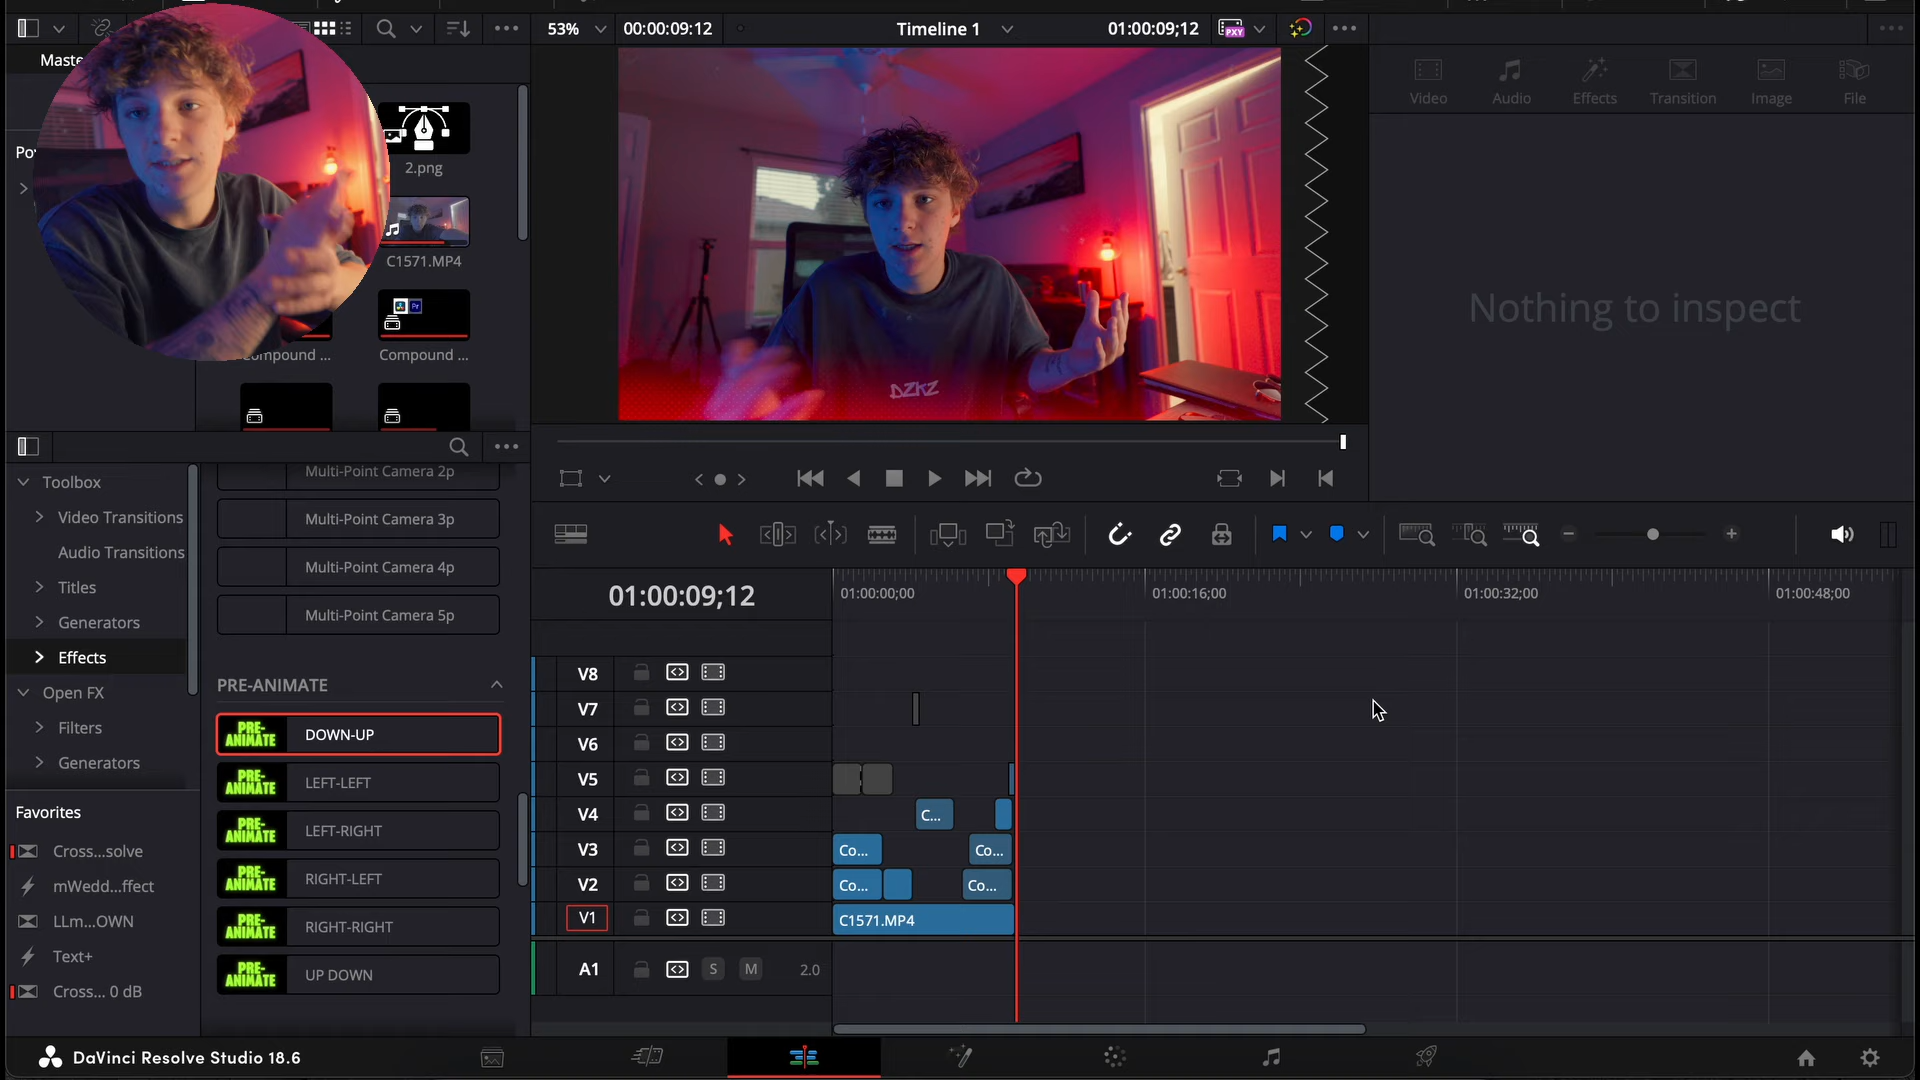 53%
00:00:09:12
Timeline 1
01:00:09;12
PXY
Maste
Po
2.png
C1571.MP4
Pr
ompound ...
Compound ...
Video
Audio
Effects
Transition
Image
File
Nothing to inspect
DZKZ
Toolbox
Video Transitions
Audio Transitions
Titles
Generators
Effects
Open FX
Filters
Generators
Favorites
Cross...solve
mWedd...ffect
LLm...OWN
Text+
Cross... 0 dB
Multi-Point Camera 2p
Multi-Point Camera 3p
Multi-Point Camera 4p
Multi-Point Camera 5p
PRE-ANIMATE
PRE-ANIMATE DOWN-UP
PRE-ANIMATE LEFT-LEFT
PRE-ANIMATE LEFT-RIGHT
PRE-ANIMATE RIGHT-LEFT
PRE-ANIMATE RIGHT-RIGHT
PRE-ANIMATE UP DOWN
01:00:09;12
01:00:00;00
01:00:16;00
01:00:32;00
01:00:48;00
V8
V7
V6
V5
V4
C...
V3
Co...
Co...
V2
Co...
Co...
V1
C1571.MP4
A1
S
M
2.0
DaVinci Resolve Studio 18.6